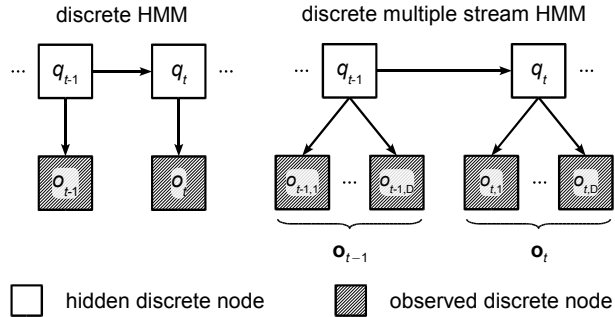 discrete HMM discrete multiple stream HMM
... q_{t-1} q_t ... ... q_{t-1} q_t ...
o_{t-1} o_t o_{t-1,1} ... o_{t-1,D} o_{t,1} ... o_{t,D}
o_{t-1} o_t
hidden discrete node observed discrete node